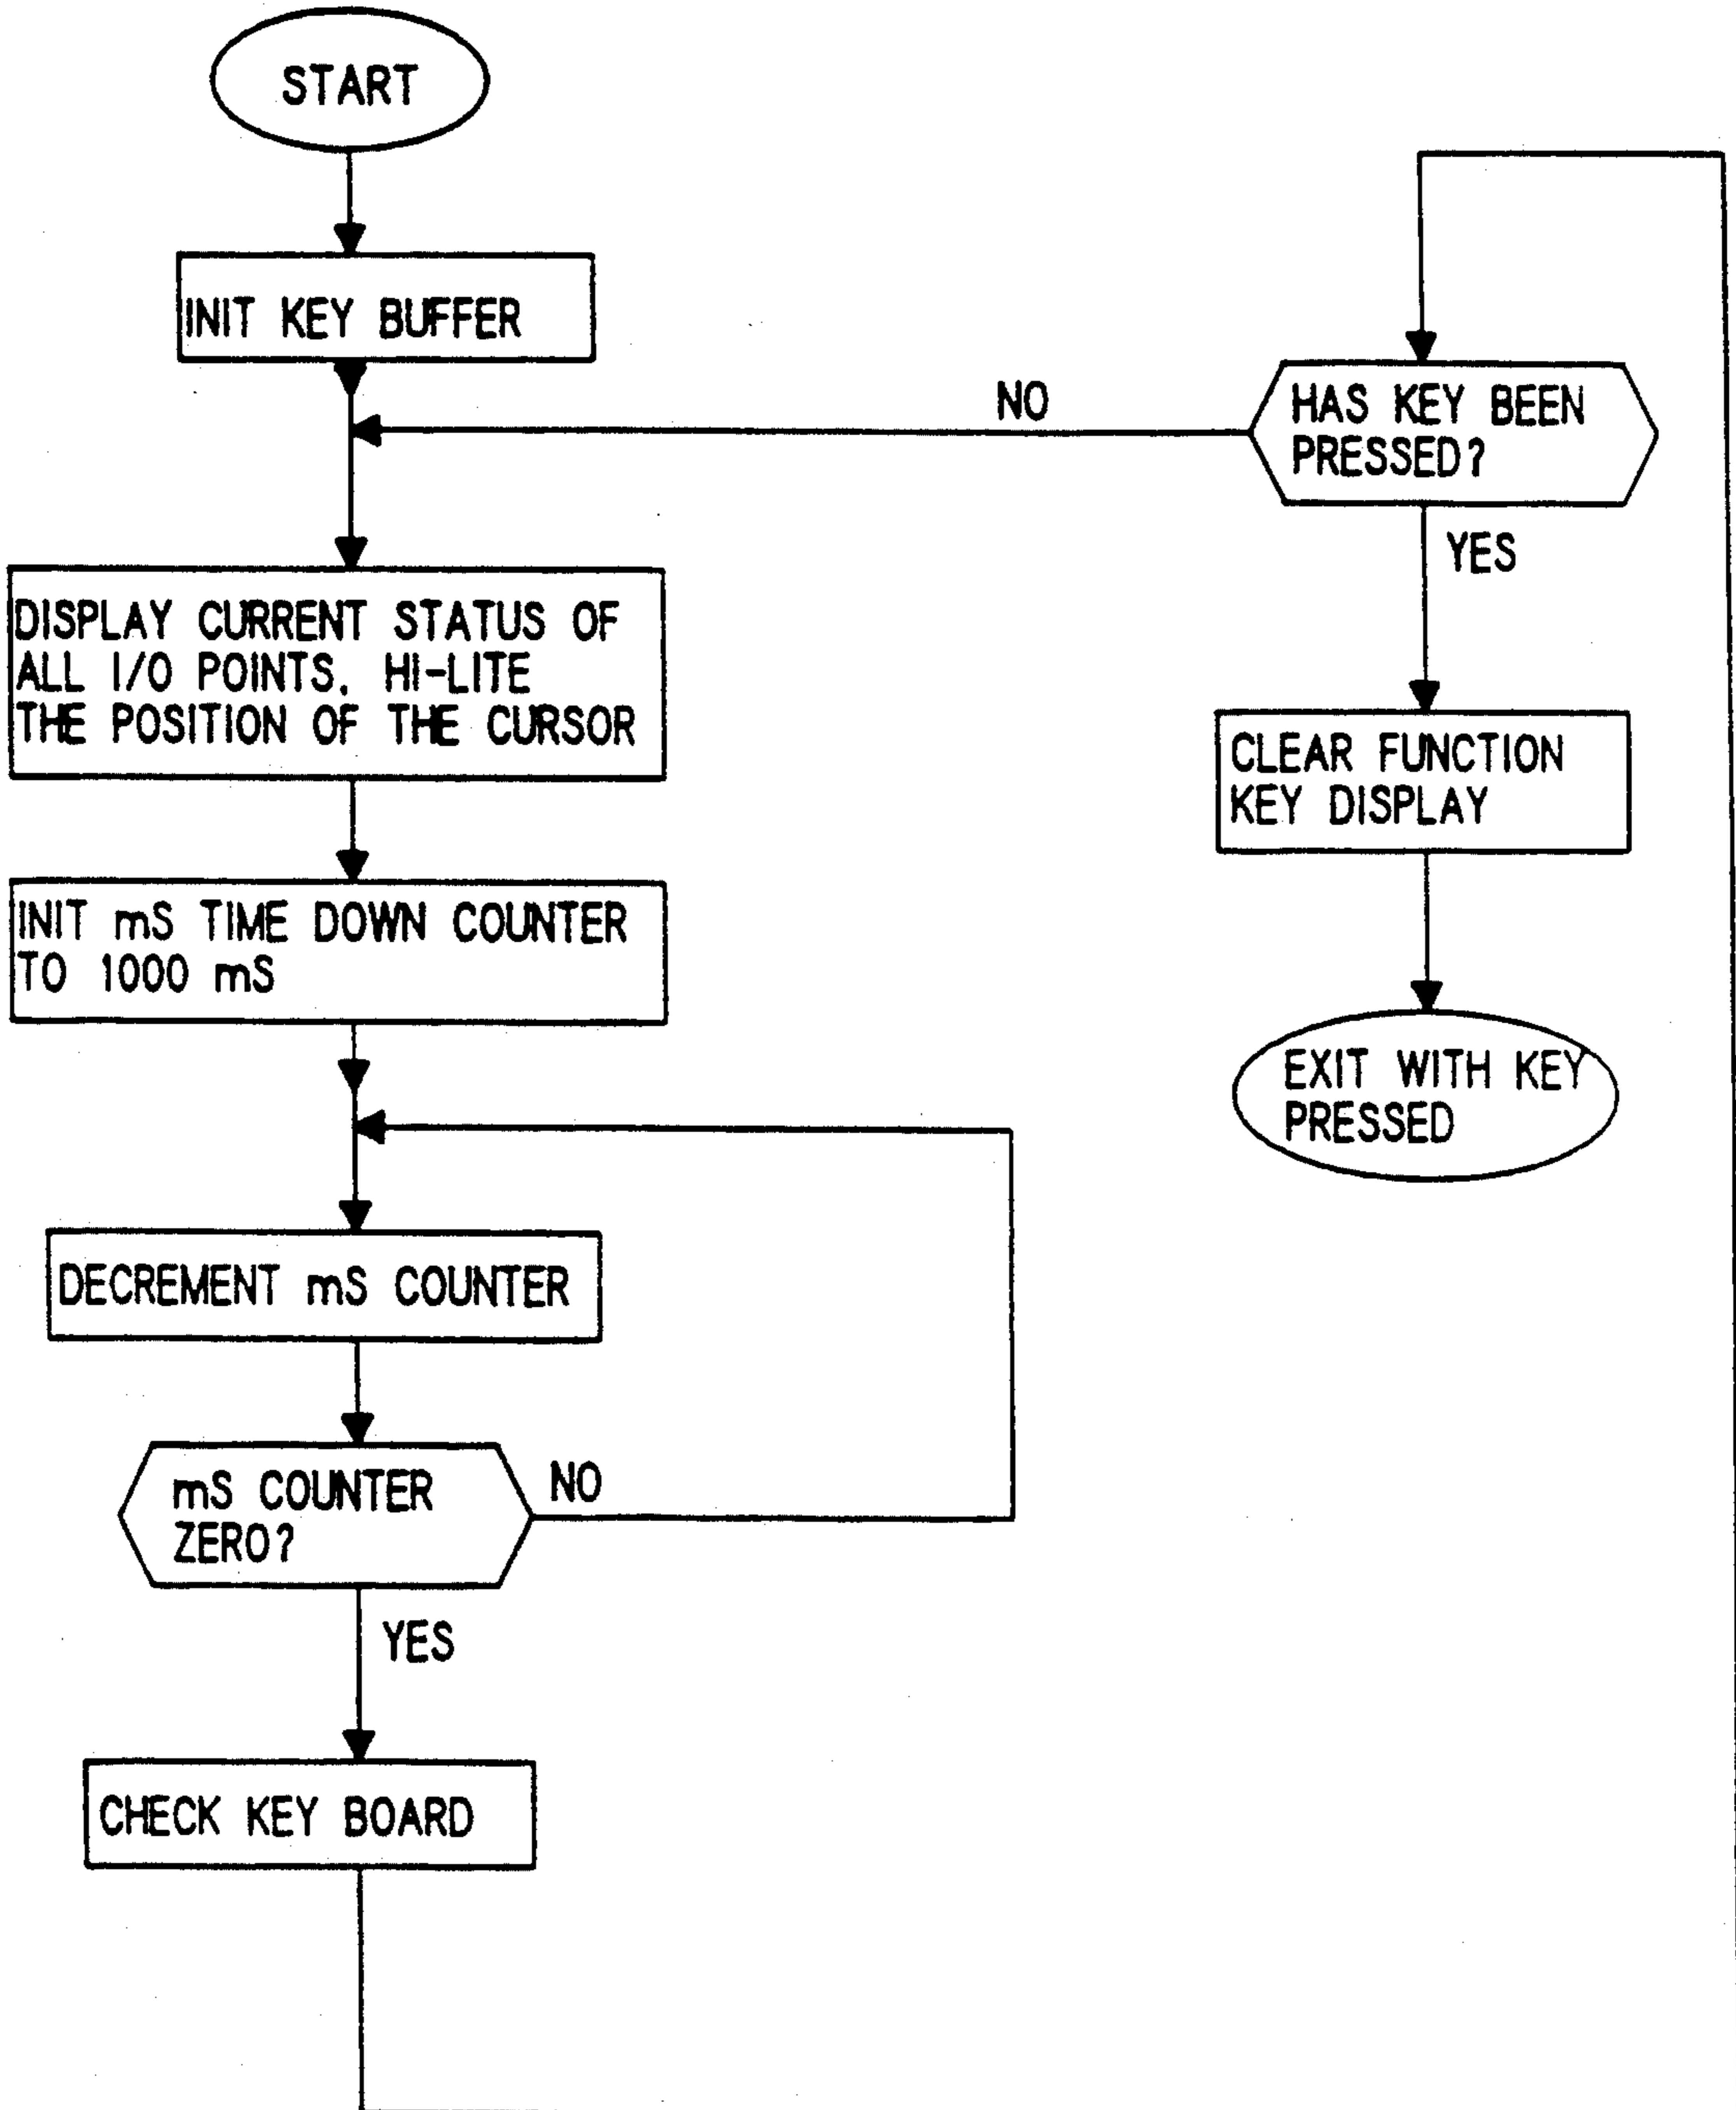 START
INIT KEY BUFFER
DISPLAY CURRENT STATUS OF
ALL I/O POINTS. HI-LITE
THE POSITION OF THE CURSOR
INIT mS TIME DOWN COUNTER
TO 1000 mS
DECREMENT mS COUNTER
mS COUNTER
ZERO?
NO
YES
CHECK KEY BOARD
HAS KEY BEEN
PRESSED?
NO
YES
CLEAR FUNCTION
KEY DISPLAY
EXIT WITH KEY
PRESSED